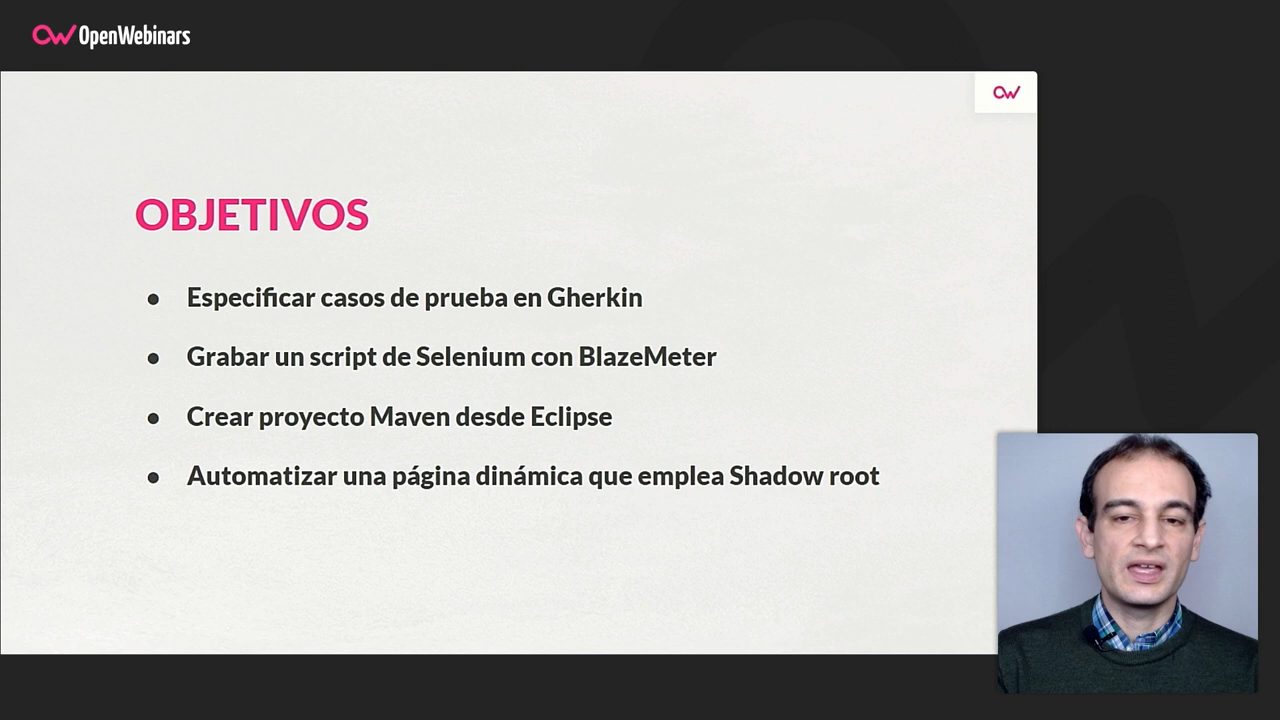 OpenWebinars
OBJETIVOS
● Especificar casos de prueba en Gherkin
● Grabar un script de Selenium con BlazeMeter
● Crear proyecto Maven desde Eclipse
● Automatizar una página dinámica que emplea Shadow root